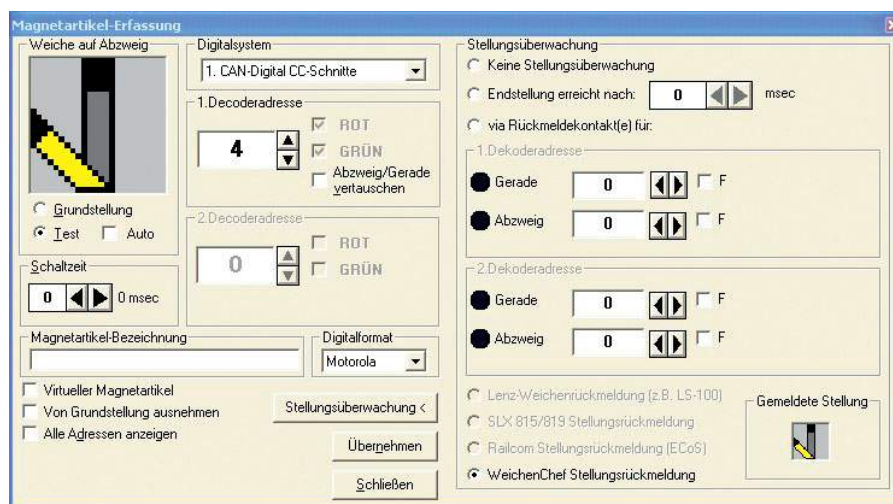 Magnetartikel-Erfassung
Weiche auf Abzweig
Grundstellung
Test
Auto
Schaltzeit
0
0 msec
Digitalsystem
1. CAN-Digital CC-Schnitte
1.Decoderadresse
4
ROT
GRÜN
Abzweig/Gerade
vertauschen
2.Decoderadresse
0
ROT
GRÜN
Magnetartikel-Bezeichnung
Digitalformat
Motorola
Virtueller Magnetartikel
Von Grundstellung ausnehmen
Alle Adressen anzeigen
Stellungsüberwachung <
Übernehmen
Schließen
Stellungsüberwachung
Keine Stellungsüberwachung
Endstellung erreicht nach: 0 msec
via Rückmeldekontakt(e) für:
1.Dekoderadresse
Gerade 0 F
Abzweig 0 F
2.Dekoderadresse
Gerade 0 F
Abzweig 0 F
Lenz-Weichenrückmeldung (z.B. LS-100)
SLX 815/819 Stellungsrückmeldung
Railcom Stellungsrückmeldung (ECoS)
WeichenChef Stellungsrückmeldung
Gemeldete Stellung